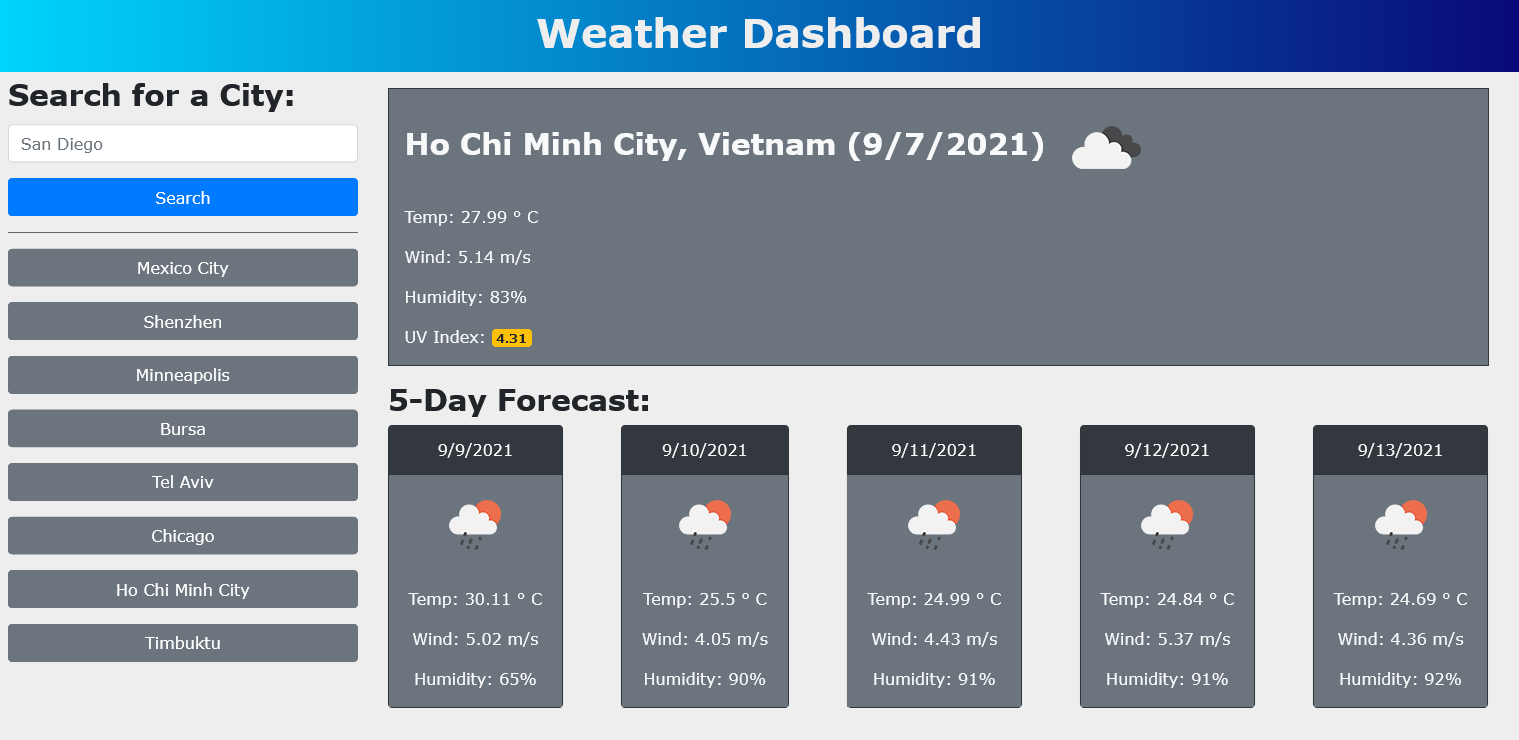 Weather Dashboard
Search for a City:
San Diego
Search
Mexico City
Shenzhen
Minneapolis
Bursa
Tel Aviv
Chicago
Ho Chi Minh City
Timbuktu
Ho Chi Minh City, Vietnam (9/7/2021)
Temp: 27.99 ° C
Wind: 5.14 m/s
Humidity: 83%
UV Index: 4.31
5-Day Forecast:
9/9/2021
Temp: 30.11 ° C
Wind: 5.02 m/s
Humidity: 65%
9/10/2021
Temp: 25.5 ° C
Wind: 4.05 m/s
Humidity: 90%
9/11/2021
Temp: 24.99 ° C
Wind: 4.43 m/s
Humidity: 91%
9/12/2021
Temp: 24.84 ° C
Wind: 5.37 m/s
Humidity: 91%
9/13/2021
Temp: 24.69 ° C
Wind: 4.36 m/s
Humidity: 92%